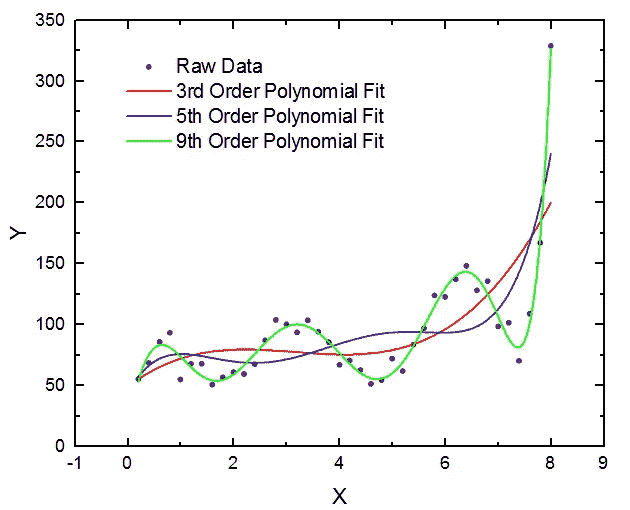 350
300
250
200
150
100
50
0
Y
Raw Data
3rd Order Polynomial Fit
5th Order Polynomial Fit
9th Order Polynomial Fit
-1 0 2 4 6 8 9
X